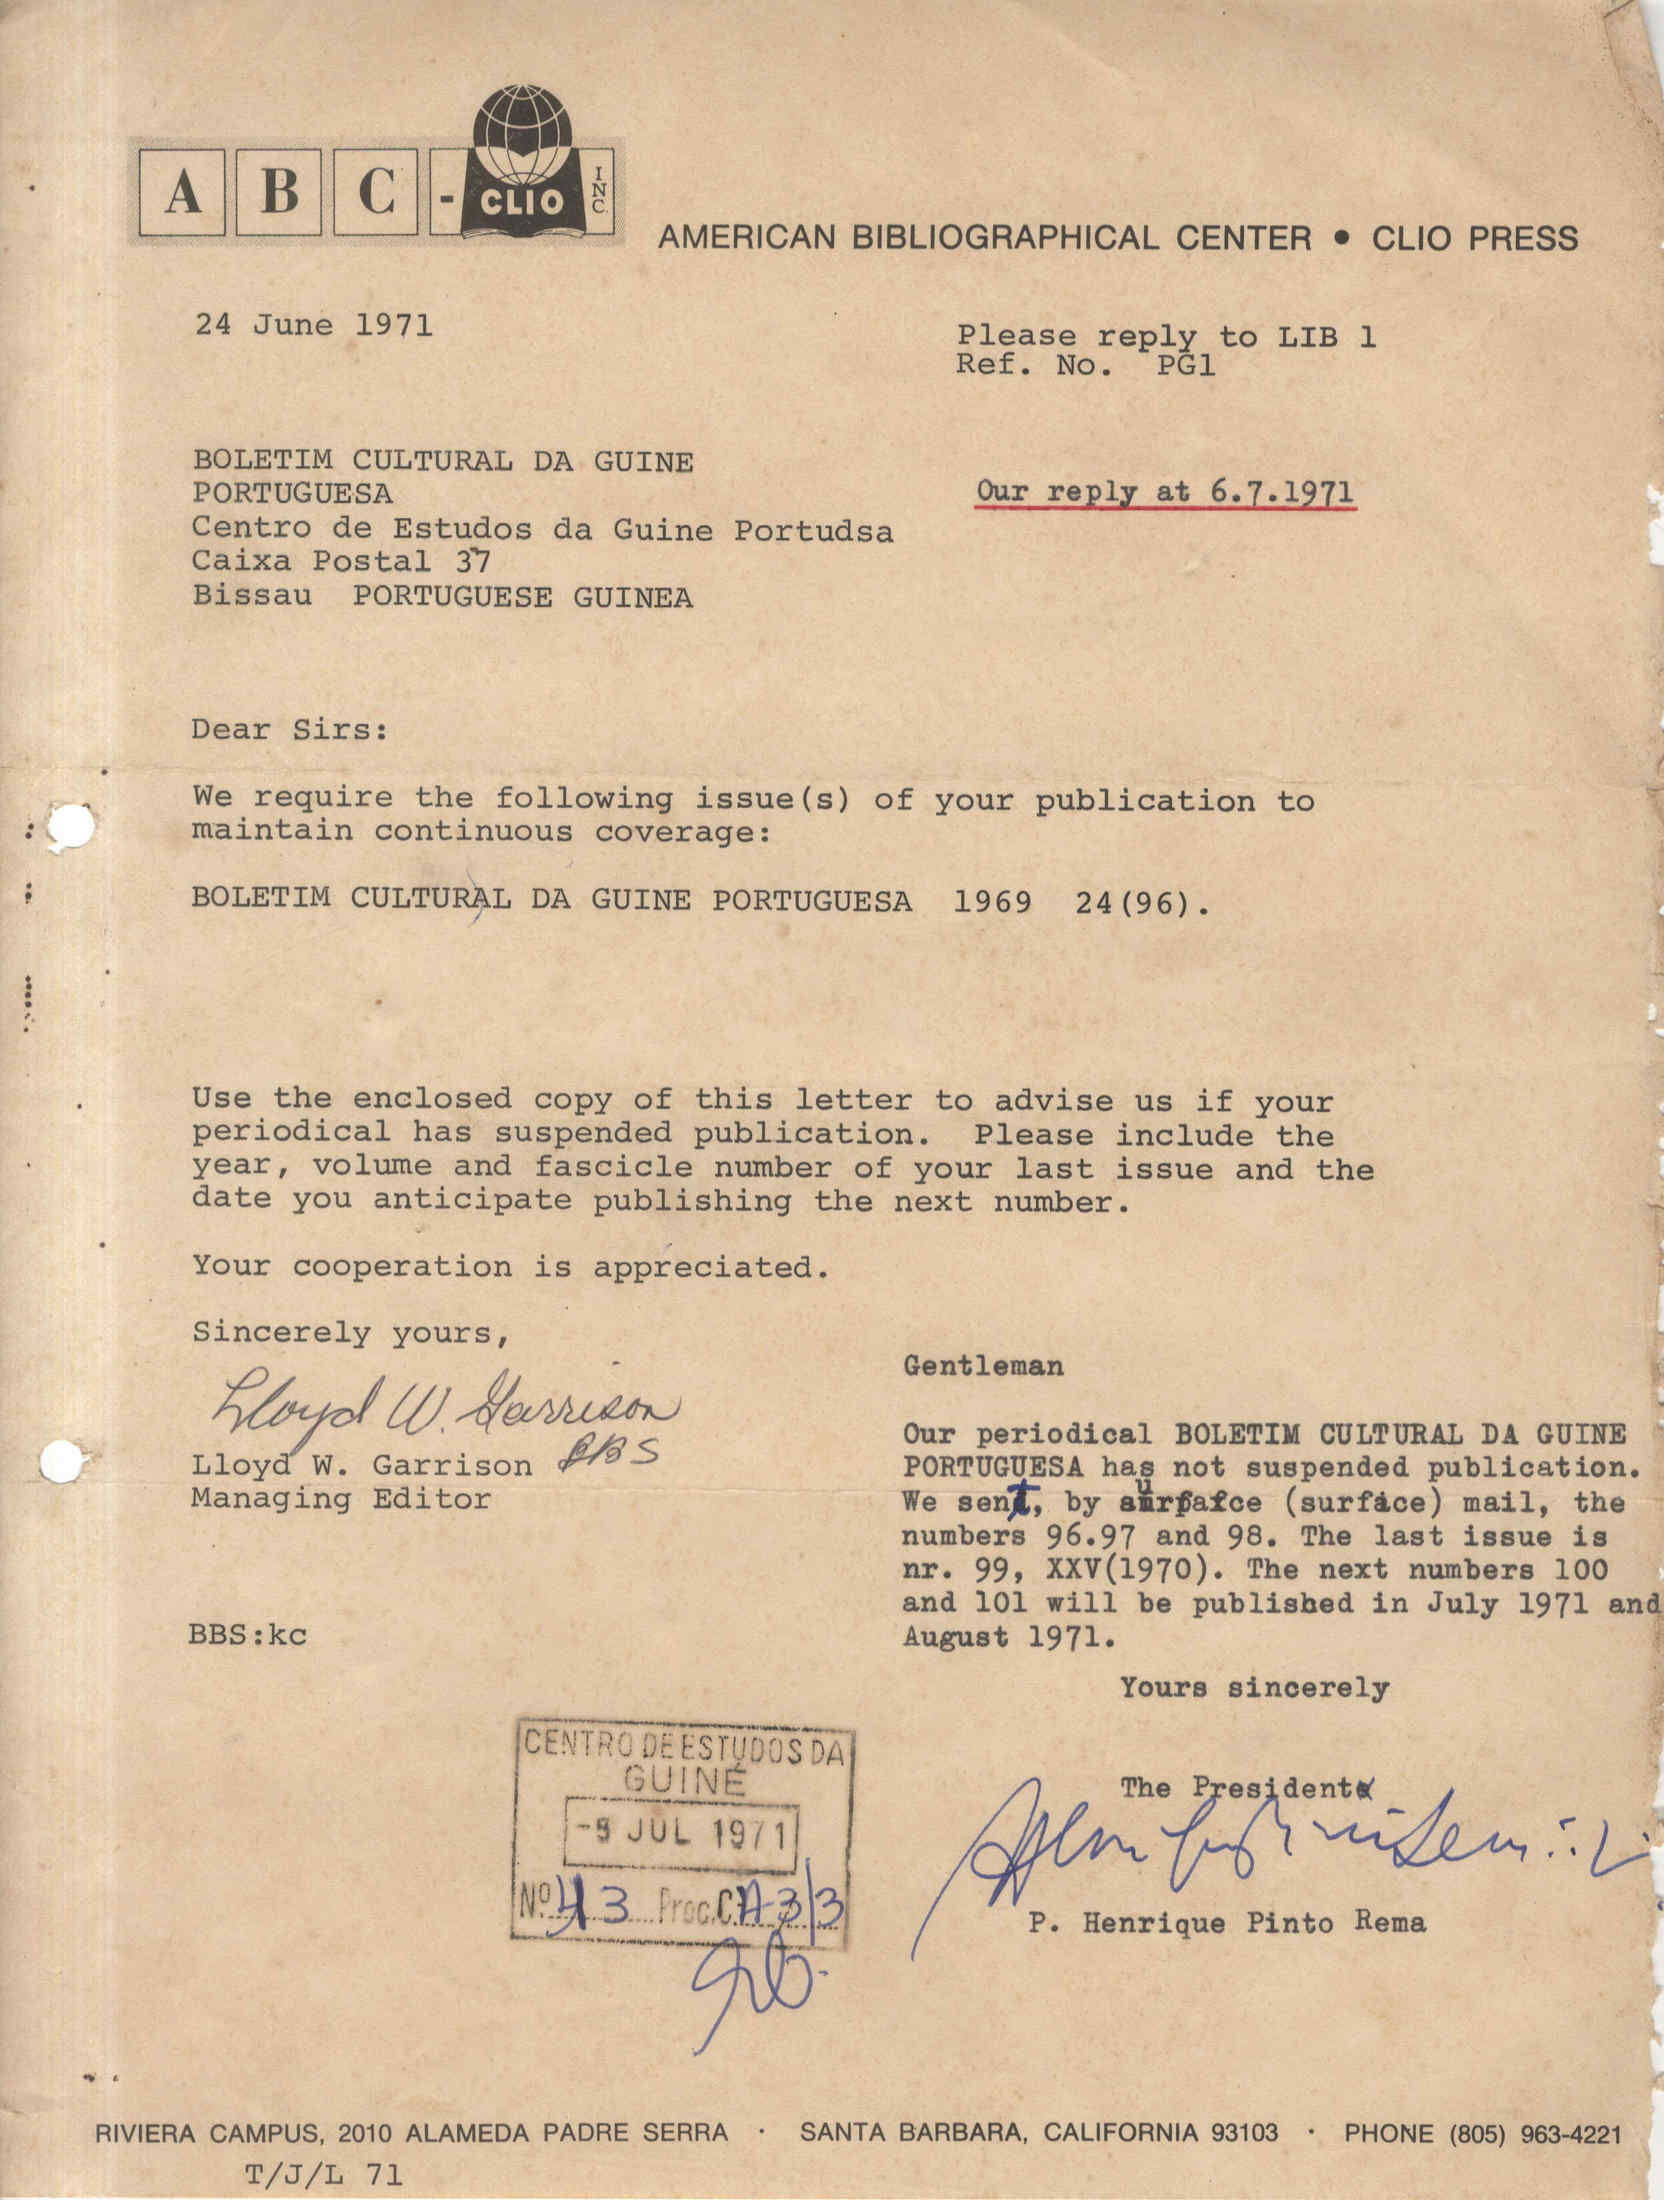 A B C - CLIO INC.
AMERICAN BIBLIOGRAPHICAL CENTER • CLIO PRESS
24 June 1971
Please reply to LIB 1
Ref. No. PG1
BOLETIM CULTURAL DA GUINE
PORTUGUESA
Centro de Estudos da Guine Portudsa
Caixa Postal 37
Bissau PORTUGUESE GUINEA
Our reply at 6.7.1971
Dear Sirs:
We require the following issue(s) of your publication to
maintain continuous coverage:
BOLETIM CULTURAL DA GUINE PORTUGUESA 1969 24(96).
Use the enclosed copy of this letter to advise us if your
periodical has suspended publication. Please include the
year, volume and fascicle number of your last issue and the
date you anticipate publishing the next number.
Your cooperation is appreciated.
Sincerely yours,
Lloyd W. Garrison
BBS
Lloyd W. Garrison
Managing Editor
BBS:kc
Gentleman
Our periodical BOLETIM CULTURAL DA GUINE
PORTUGUESA has not suspended publication.
We sent, by (surface) mail, the
numbers 96.97 and 98. The last issue is
nr. 99, XXV(1970). The next numbers 100
and 101 will be published in July 1971 and
August 1971.
Yours sincerely
The President
P. Henrique Pinto Rema
CENTRO DE ESTUDOS DA
GUINÉ
JUL 1971
Nº 43 Proc. C. A-3/3
RIVIERA CAMPUS, 2010 ALAMEDA PADRE SERRA · SANTA BARBARA, CALIFORNIA 93103 · PHONE (805) 963-4221
T/J/L 71